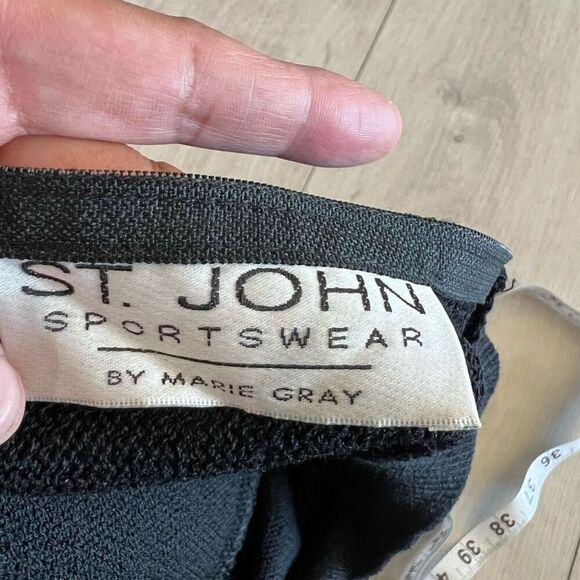 ST. JOHN
SPORTSWEAR
BY MARIE GRAY
36
37
38
39